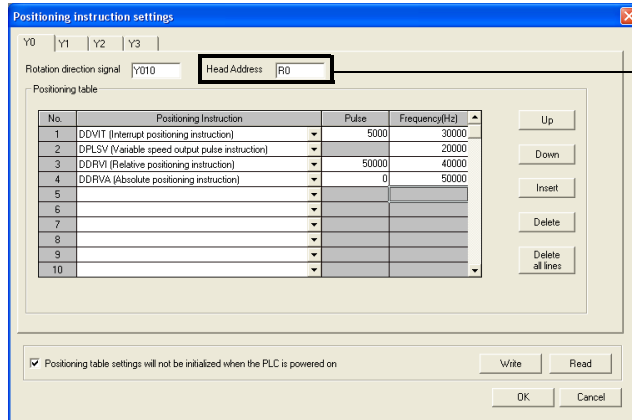 Positioning instruction settings
Y0 Y1 Y2 Y3
Rotation direction signal Y010 Head Address R0
Positioning table
No. Positioning Instruction Pulse Frequency(Hz)
1 DDVIT (Interrupt positioning instruction) 5000 30000
2 DPLSV (Variable speed output pulse instruction) 20000
3 DDRVI (Relative positioning instruction) 50000 40000
4 DDRVA (Absolute positioning instruction) 0 50000
5
6
7
8
9
10
Up
Down
Insert
Delete
Delete
all lines
Positioning table settings will not be initialized when the PLC is powered on
Write Read
OK Cancel